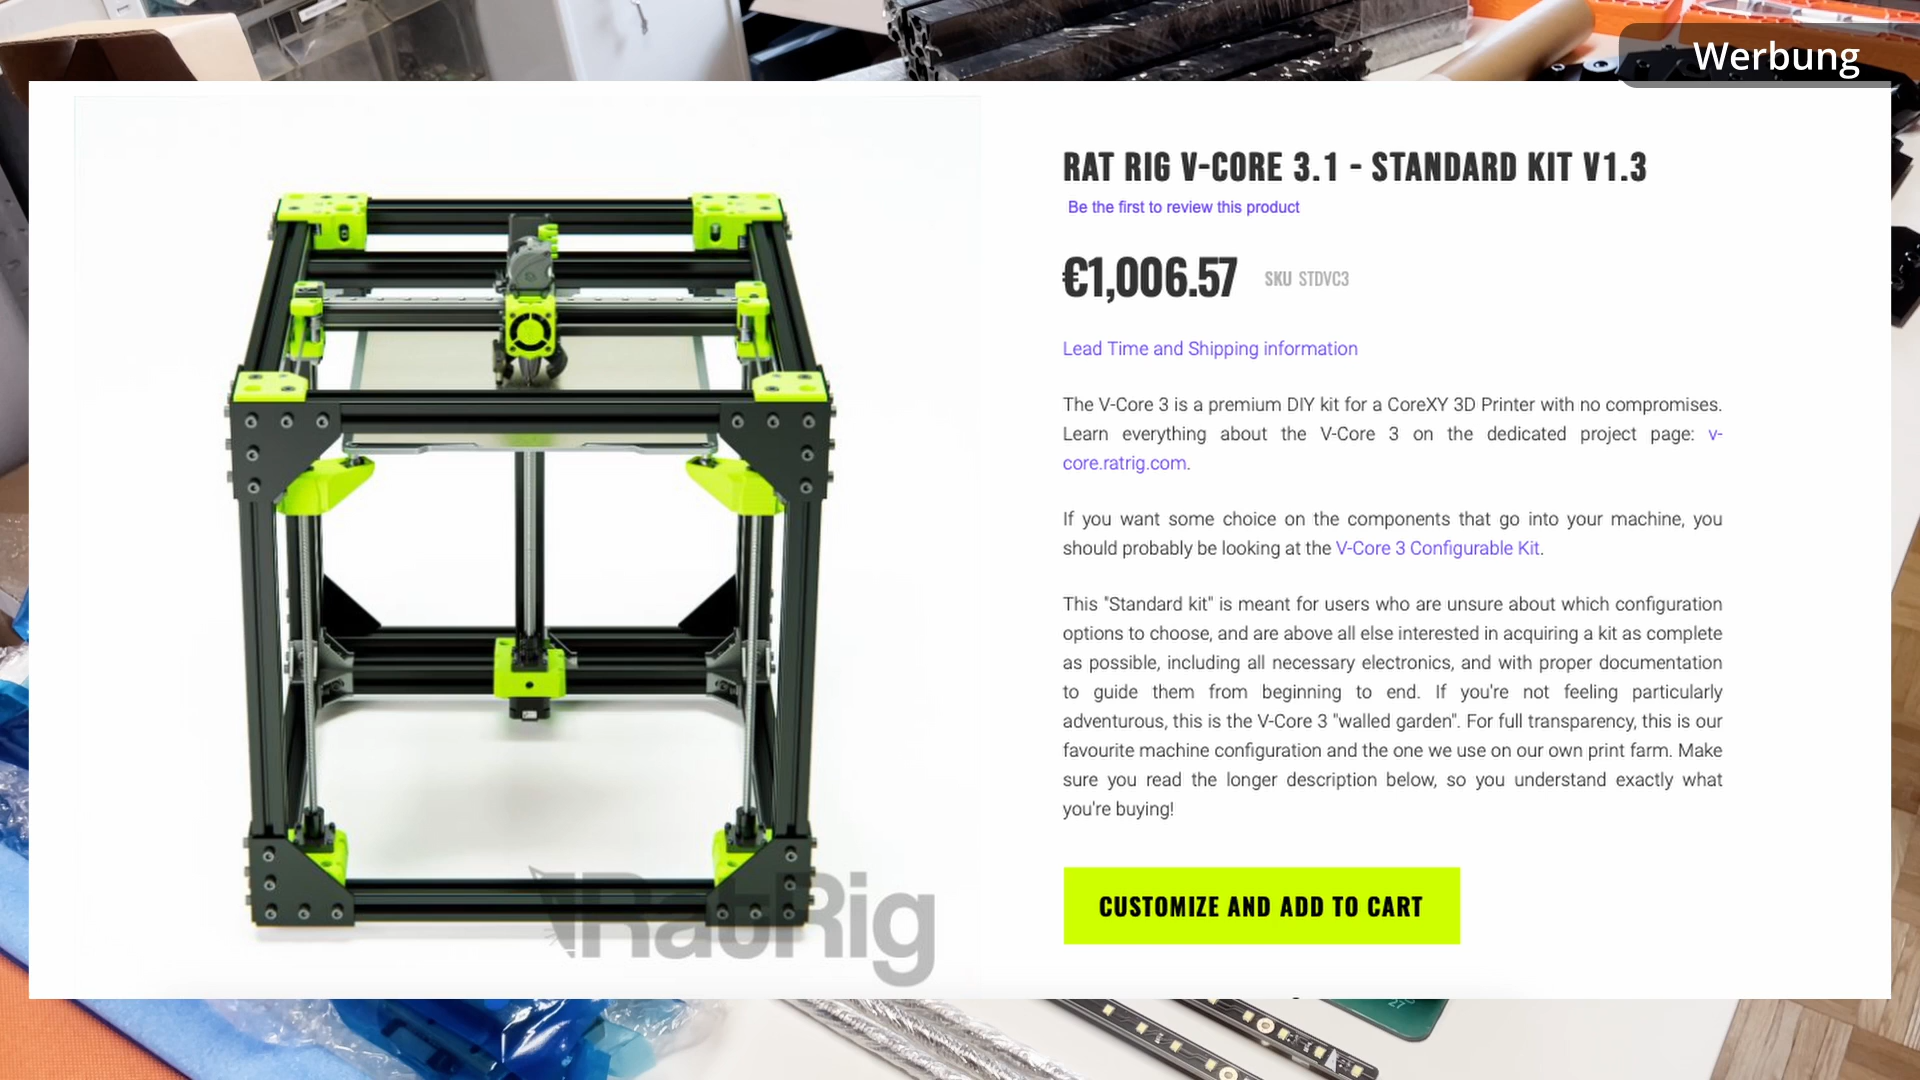 Werbung
RAT RIG V-CORE 3.1 - STANDARD KIT V1.3
Be the first to review this product
€1,006.57 SKU STDVC3
Lead Time and Shipping information
The V-Core 3 is a premium DIY kit for a CoreXY 3D Printer with no compromises.
Learn everything about the V-Core 3 on the dedicated project page: v-
core.ratrig.com.
If you want some choice on the components that go into your machine, you
should probably be looking at the V-Core 3 Configurable Kit.
This "Standard kit" is meant for users who are unsure about which configuration
options to choose, and are above all else interested in acquiring a kit as complete
as possible, including all necessary electronics, and with proper documentation
to guide them from beginning to end. If you're not feeling particularly
adventurous, this is the V-Core 3 "walled garden". For full transparency, this is our
favourite machine configuration and the one we use on our own print farm. Make
sure you read the longer description below, so you understand exactly what
you're buying!
CUSTOMIZE AND ADD TO CART
RatRig
27